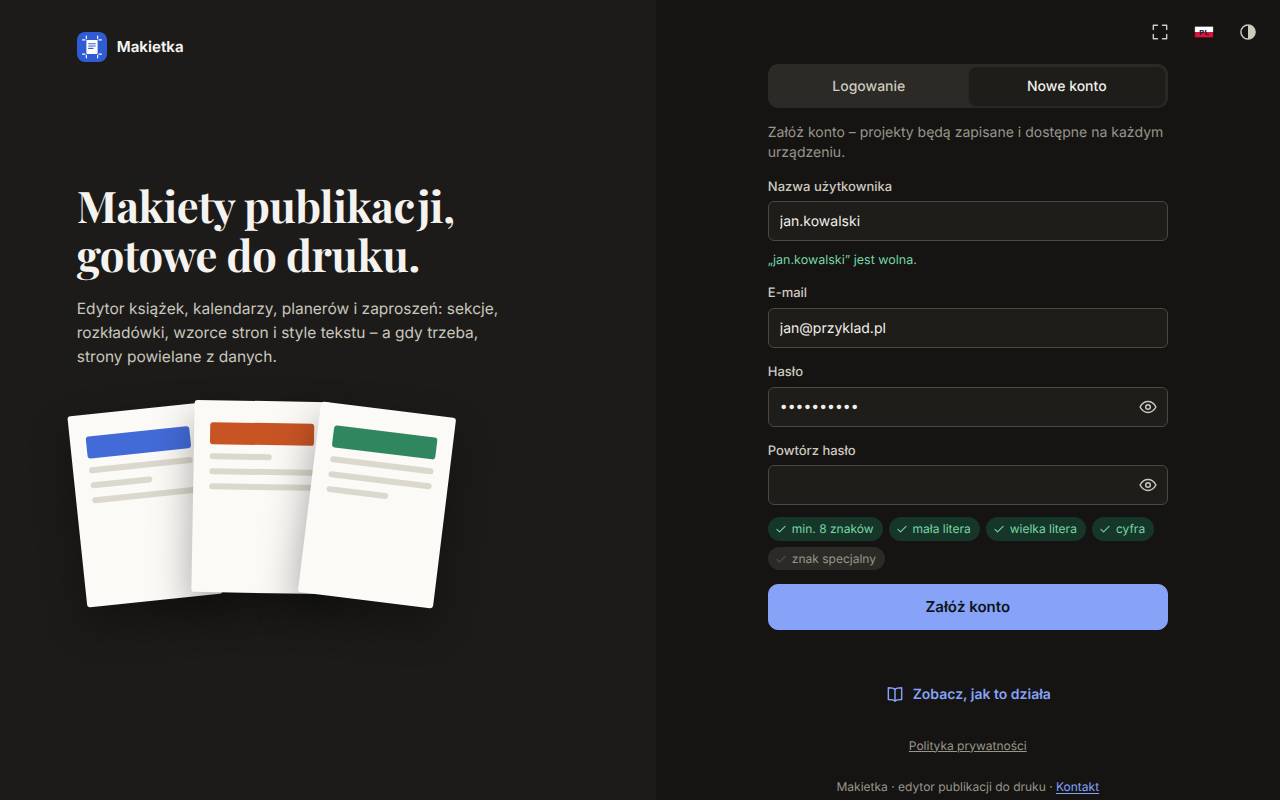 Makietka
Makiety publikacji,
gotowe do druku.
Edytor książek, kalendarzy, planerów i zaproszeń: sekcje,
rozkładówki, wzorce stron i style tekstu – a gdy trzeba,
strony powielane z danych.
PL
Logowanie
Nowe konto
Załóż konto – projekty będą zapisane i dostępne na każdym
urządzeniu.
Nazwa użytkownika
jan.kowalski
„jan.kowalski” jest wolna.
E-mail
jan@przyklad.pl
Hasło
••••••••••
Powtórz hasło
min. 8 znaków
mała litera
wielka litera
cyfra
znak specjalny
Załóż konto
Zobacz, jak to działa
Polityka prywatności
Makietka · edytor publikacji do druku · Kontakt